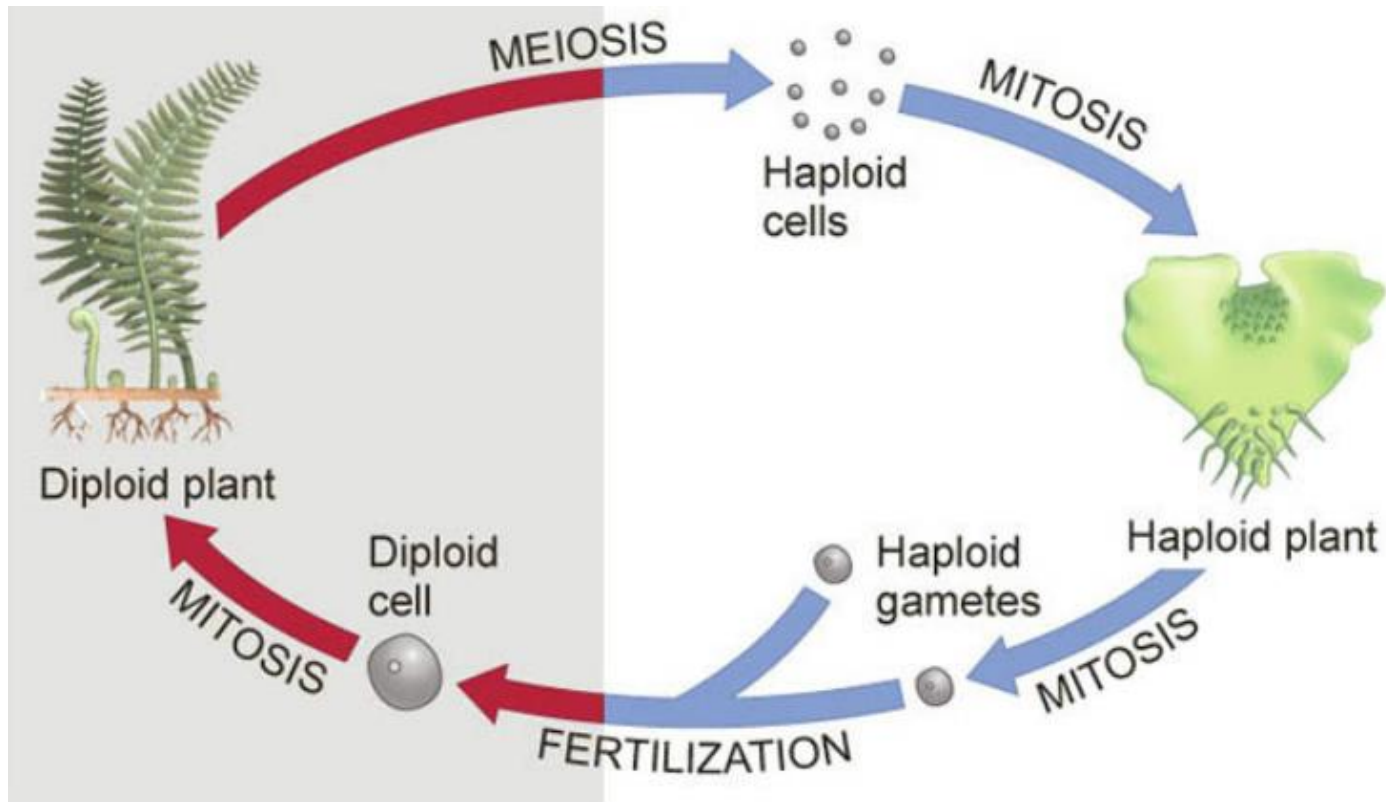 MEIOSIS
MITOSIS
Haploid
cells
Diploid plant
Haploid plant
Diploid
cell
Haploid
gametes
MITOSIS
MITOSIS
FERTILIZATION